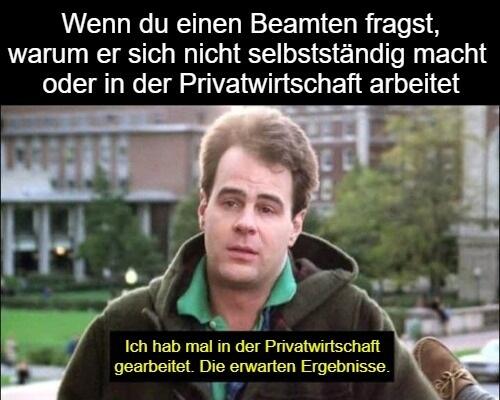 Wenn du einen Beamten fragst,
warum er sich nicht selbstständig macht
oder in der Privatwirtschaft arbeitet
Ich hab mal in der Privatwirtschaft
gearbeitet. Die erwarten Ergebnisse.